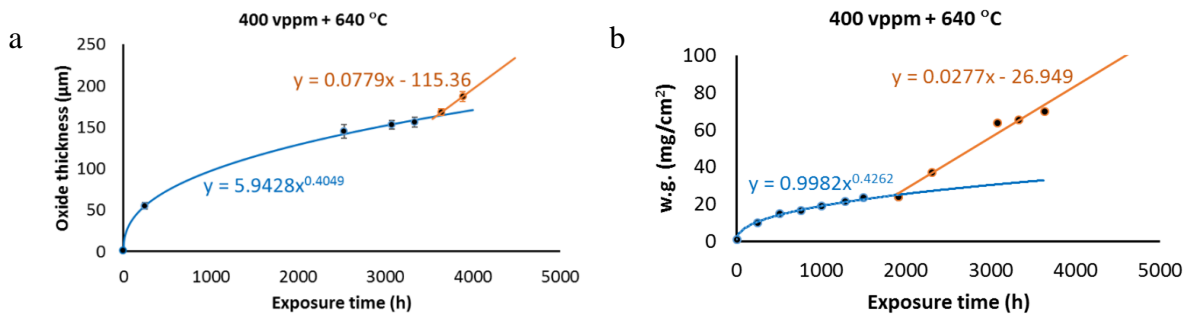 a
400 vppm + 640 °C
Oxide thickness (µm)
250
200
150
100
50
0
y = 0.0779x - 115.36
y = 5.9428x^0.4049
0 1000 2000 3000 4000 5000
Exposure time (h)
b
400 vppm + 640 °C
w.g. (mg/cm²)
100
80
60
40
20
0
y = 0.0277x - 26.949
y = 0.9982x^0.4262
0 1000 2000 3000 4000 5000
Exposure time (h)